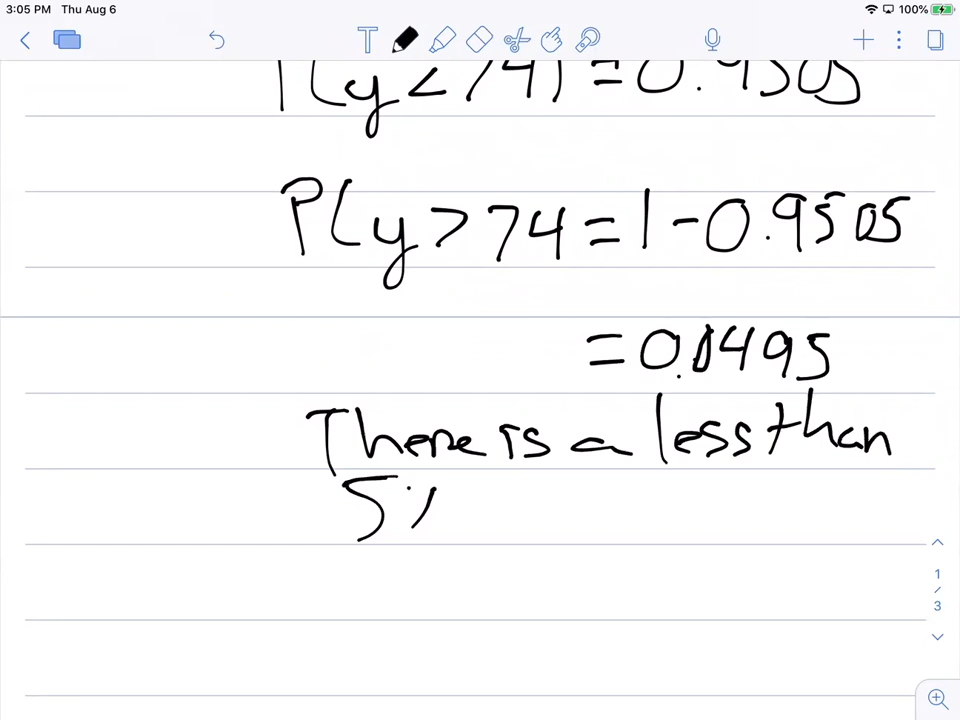 3:05 PM Thu Aug 6 100%
P(y < 74) = 0.9505
P(y > 74 = 1 - 0.9505
= 0.0495
There is a less than
5%
1
/
3